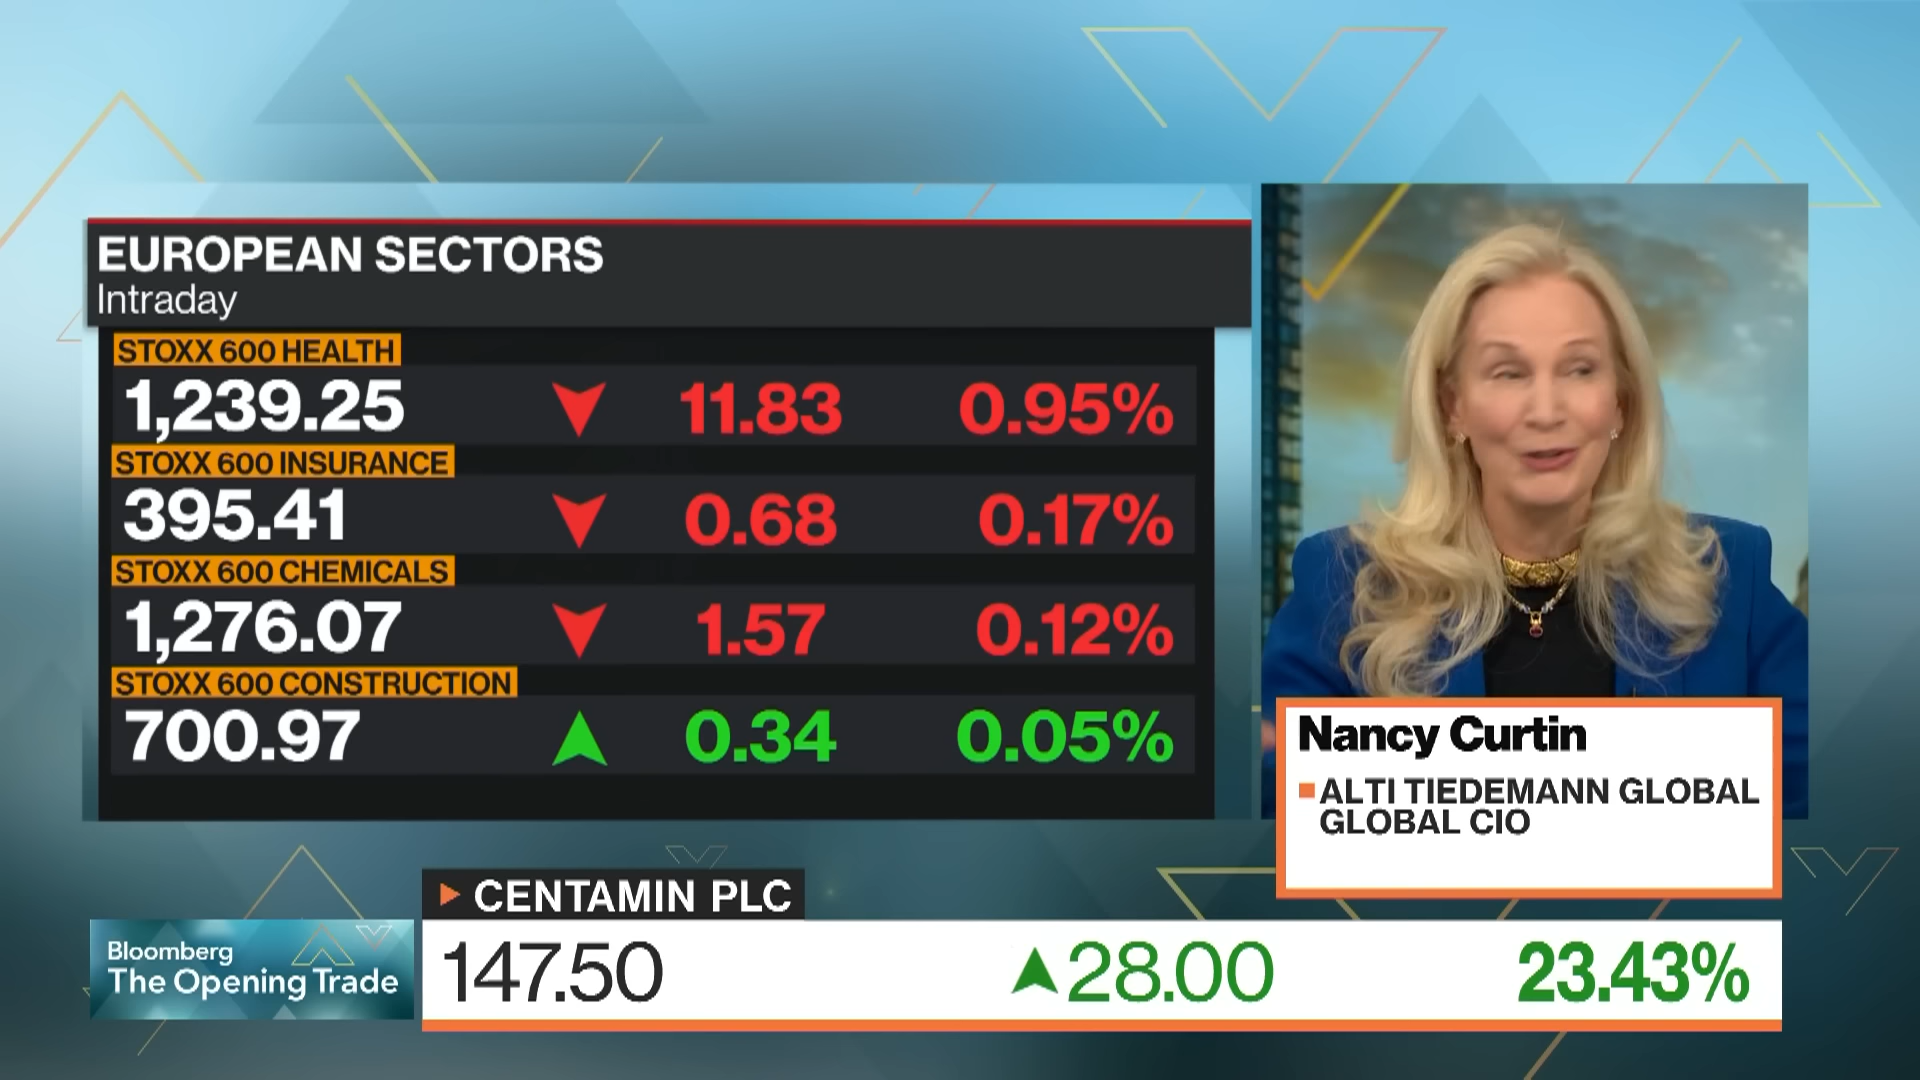 EUROPEAN SECTORS
Intraday
STOXX 600 HEALTH
1,239.25 11.83 0.95%
STOXX 600 INSURANCE
395.41 0.68 0.17%
STOXX 600 CHEMICALS
1,276.07 1.57 0.12%
STOXX 600 CONSTRUCTION
700.97 0.34 0.05%
Nancy Curtin
ALTI TIEDEMANN GLOBAL
GLOBAL CIO
CENTAMIN PLC
147.50 28.00 23.43%
Bloomberg
The Opening Trade